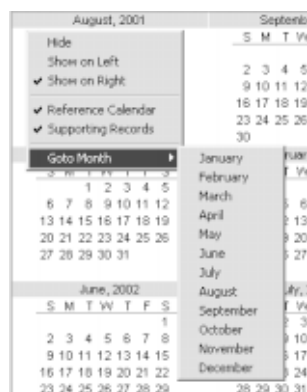 August, 2001
Septemb
Hide
S M T W
Show on Left
2 3 4 5
Show on Right
9 10 11 12
16 17 18 19
Reference Calendar
23 24 25 26
Supporting Records
30
Goto Month
January
February
March
April
May
June
July
August
September
October
November
December
1 2 3 4 5
6 7 8 9 10 11 12
13 14 15 16 17 18 19
20 21 22 23 24 25 26
27 28 29 30 31
June, 2002
S M T W T F S
1
2 3 4 5 6 7 8
9 10 11 12 13 14 15
16 17 18 19 20 21 22
23 24 25 26 27 28 29
28 29 30 31